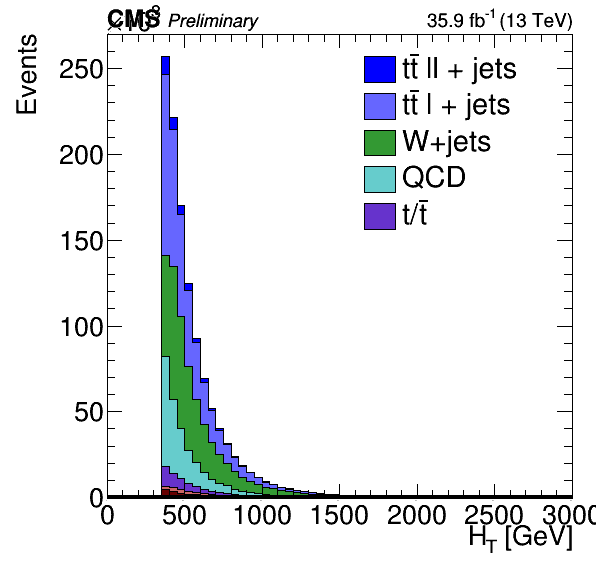 CMS Preliminary 35.9 fb⁻¹ (13 TeV)
Events
250
200
150
100
50
0
tt̄ ll + jets
tt̄ l + jets
W+jets
QCD
t/t̄
0 500 1000 1500 2000 2500 3000
H_T [GeV]